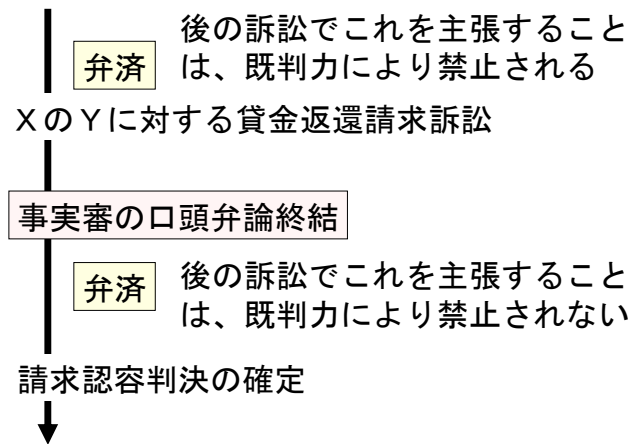 後の訴訟でこれを主張すること
弁済
は、既判力により禁止される
XのYに対する貸金返還請求訴訟
事実審の口頭弁論終結
弁済
後の訴訟でこれを主張すること
は、既判力により禁止されない
請求認容判決の確定